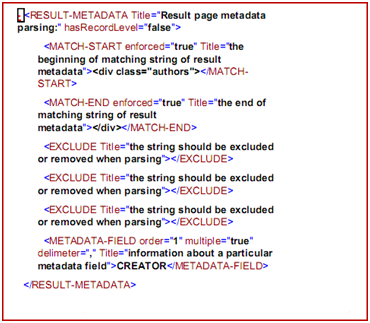 <RESULT-METADATA Title="Result page metadata
parsing:" hasRecordLevel="false">
<MATCH-START enforced="true" Title="the
beginning of matching string of result
metadata"><div class="authors"></MATCH-
START>
<MATCH-END enforced="true" Title="the end of
matching string of result
metadata"></div></MATCH-END>
<EXCLUDE Title="the string should be excluded
or removed when parsing"></EXCLUDE>
<EXCLUDE Title="the string should be excluded
or removed when parsing"></EXCLUDE>
<EXCLUDE Title="the string should be excluded
or removed when parsing"></EXCLUDE>
<METADATA-FIELD order="1" multiple="true"
delimeter="," Title="information about a particular
metadata field">CREATOR</METADATA-FIELD>
</RESULT-METADATA>